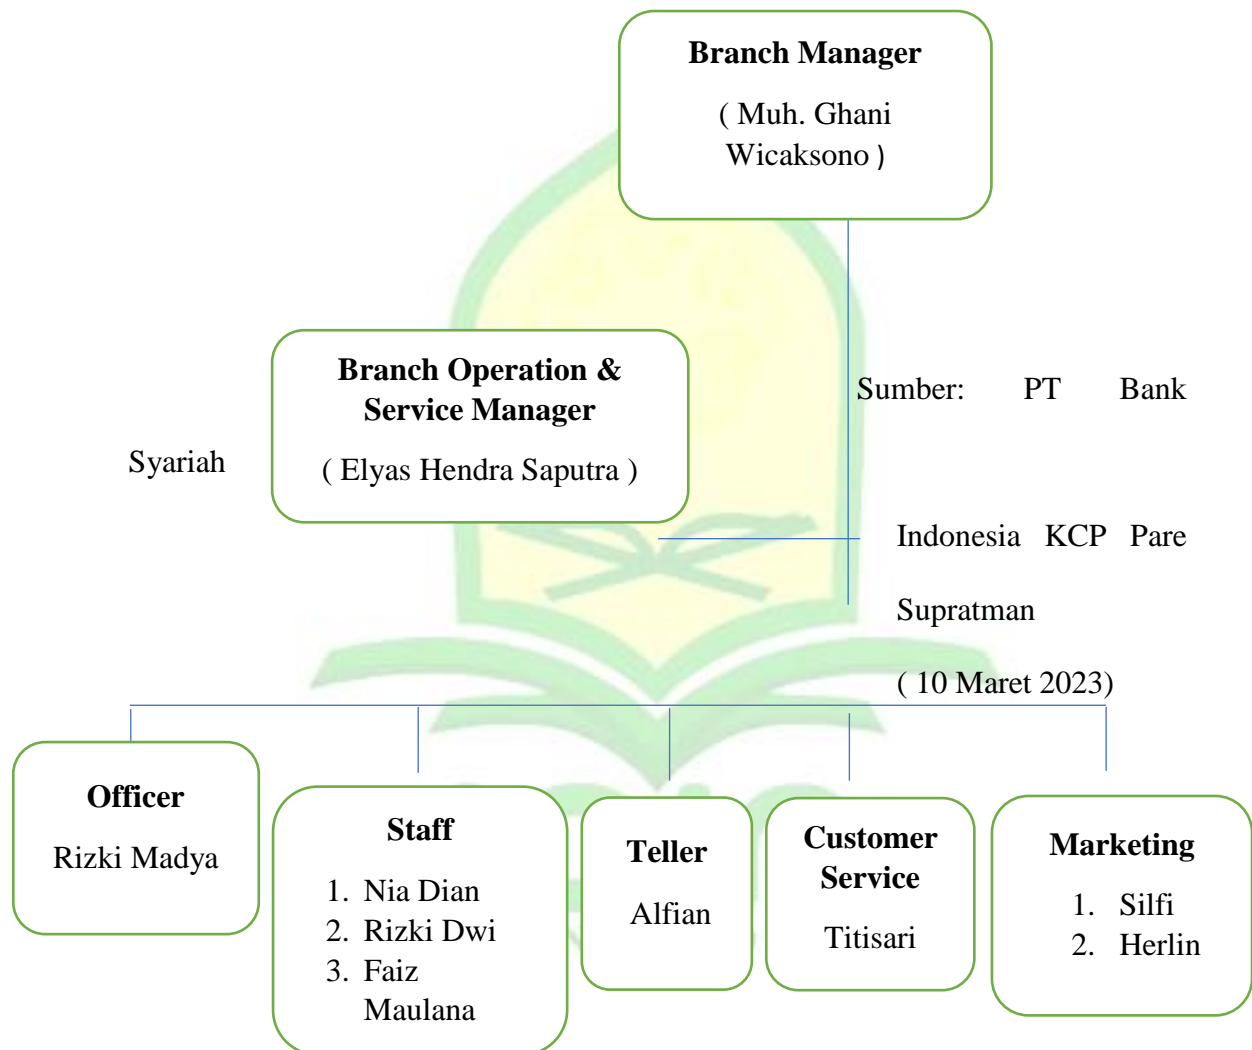 Branch Manager
( Muh. Ghani
Wicaksono )
Branch Operation &
Service Manager
( Elyas Hendra Saputra )
Sumber: PT Bank
Syariah
Indonesia KCP Pare
Supratman
( 10 Maret 2023)
Officer
Rizki Madya
Staff
1. Nia Dian
2. Rizki Dwi
3. Faiz
Maulana
Teller
Alfian
Customer
Service
Titisari
Marketing
1. Silfi
2. Herlin